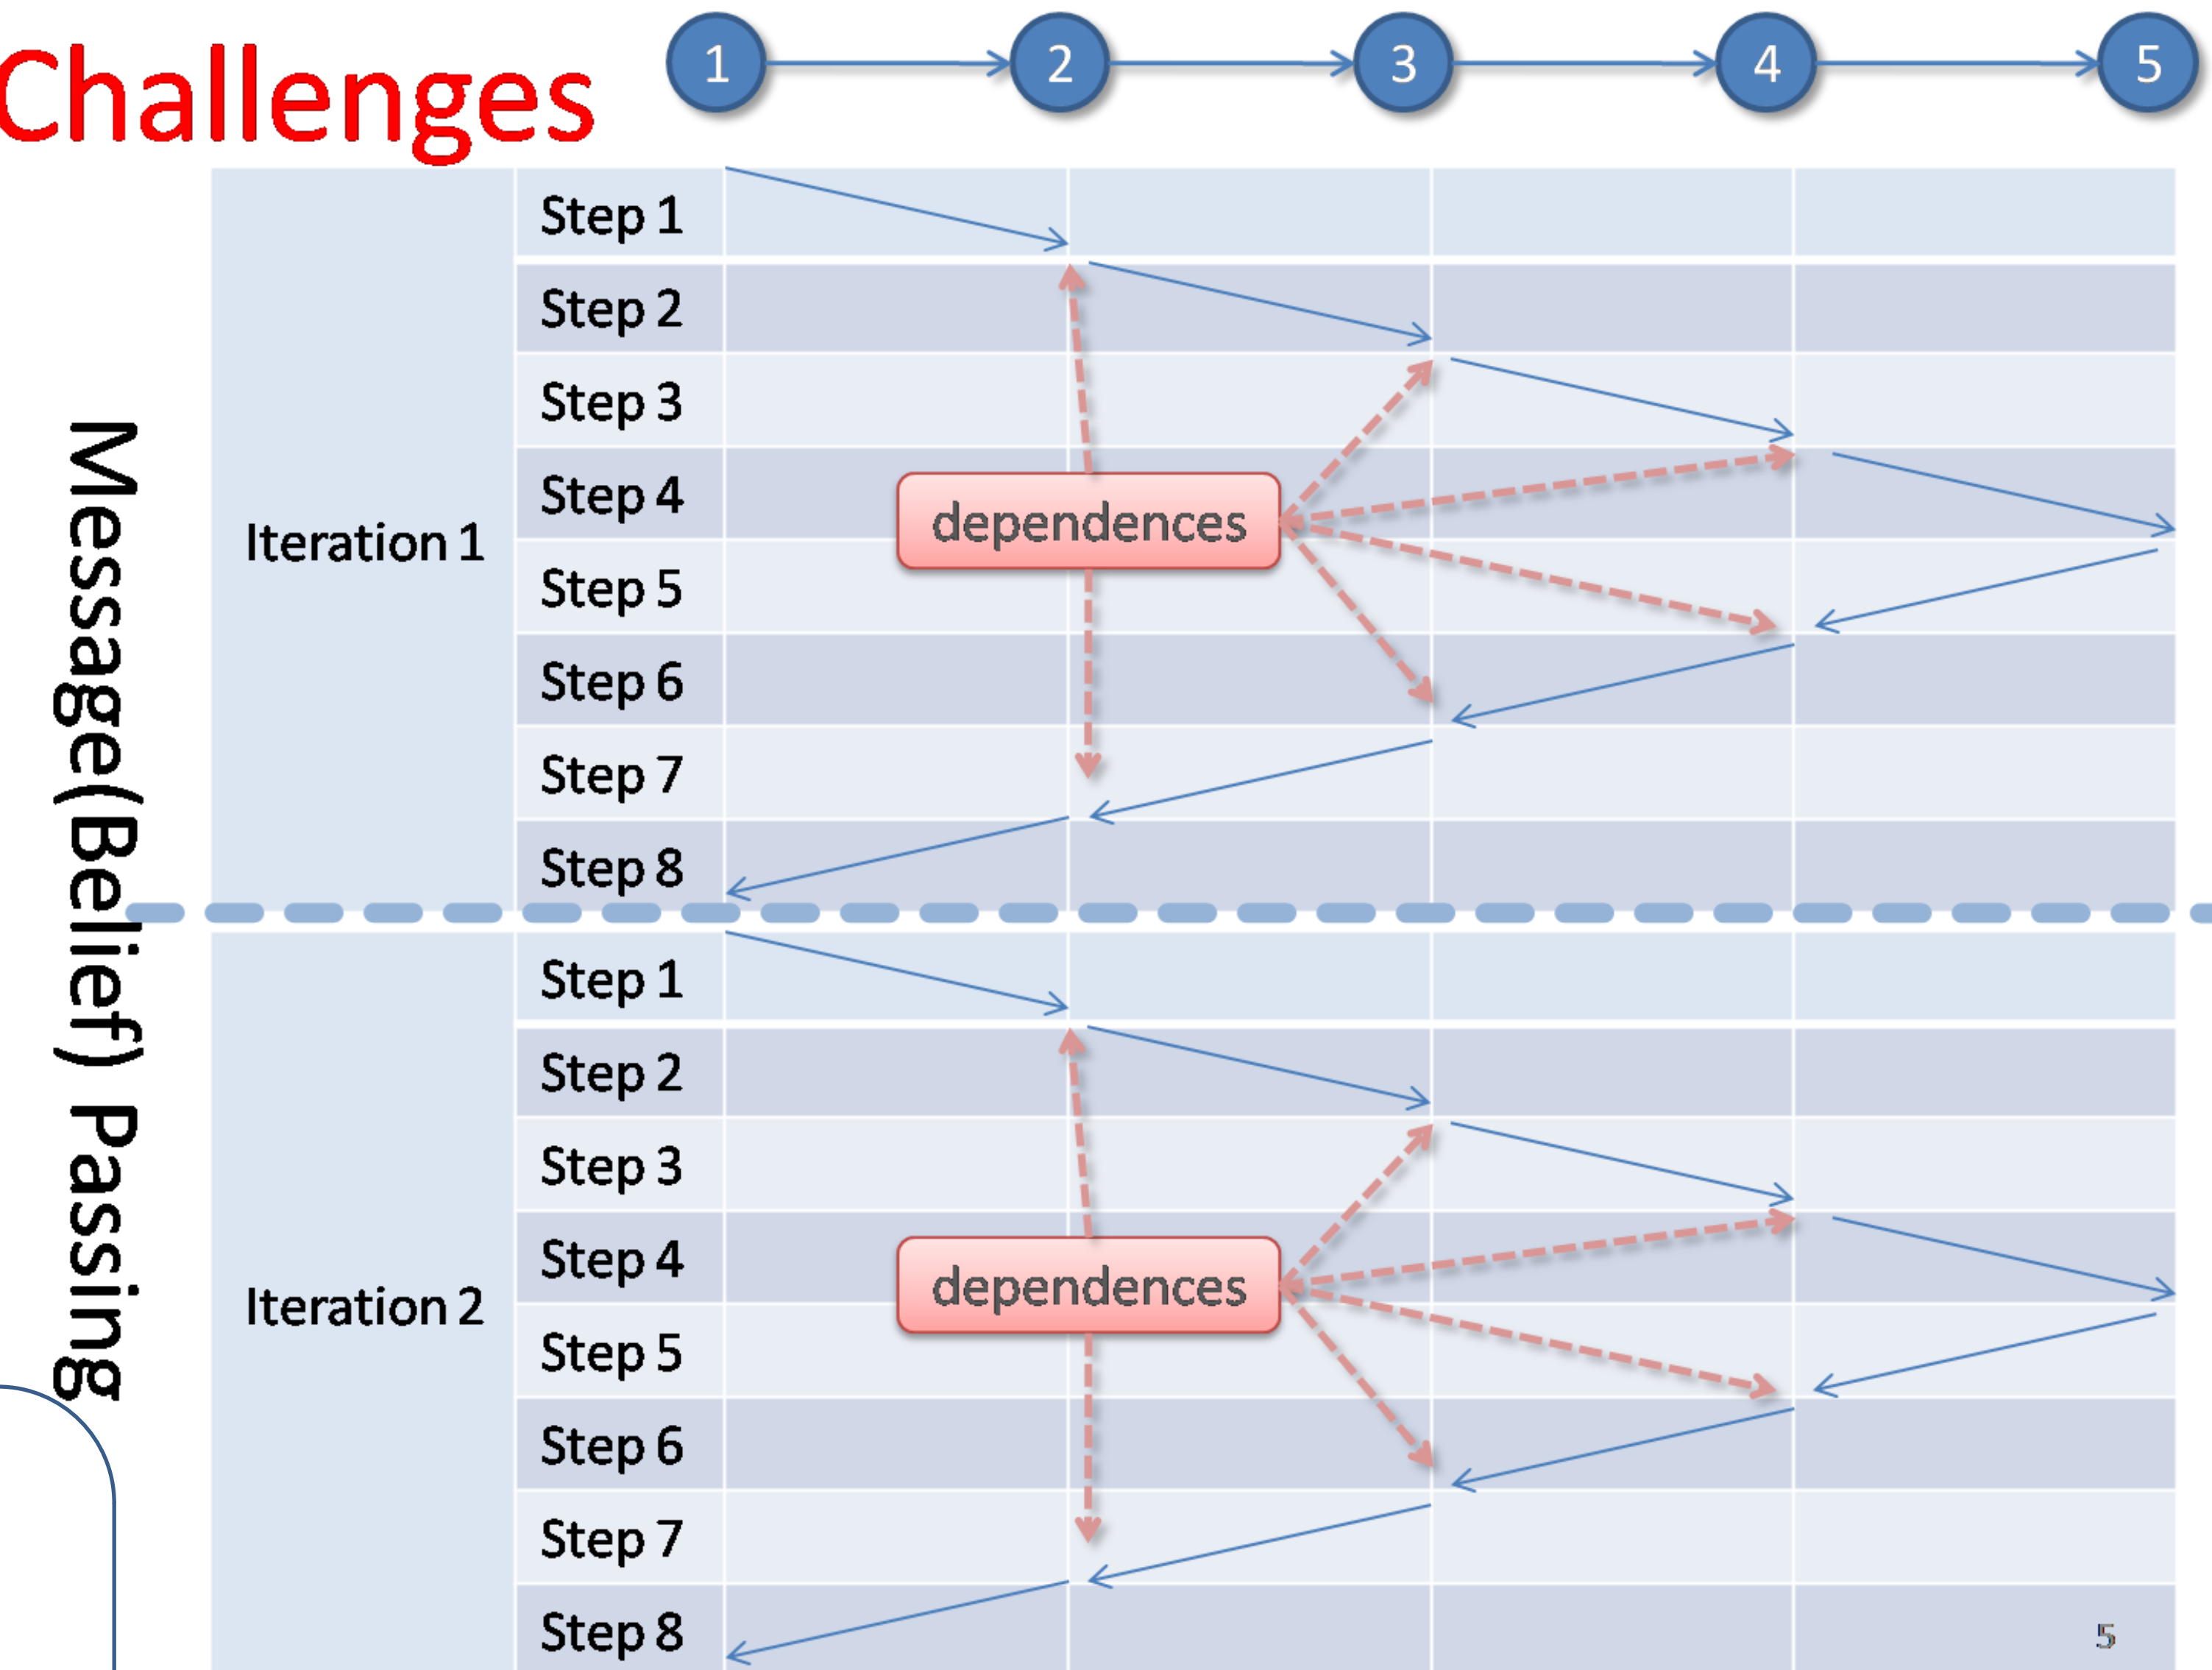 Challenges
1
2
3
4
5
Message(Belief) Passing
Iteration 1
Step 1
Step 2
Step 3
Step 4
Step 5
Step 6
Step 7
Step 8
dependences
Iteration 2
Step 1
Step 2
Step 3
Step 4
Step 5
Step 6
Step 7
Step 8
dependences
5